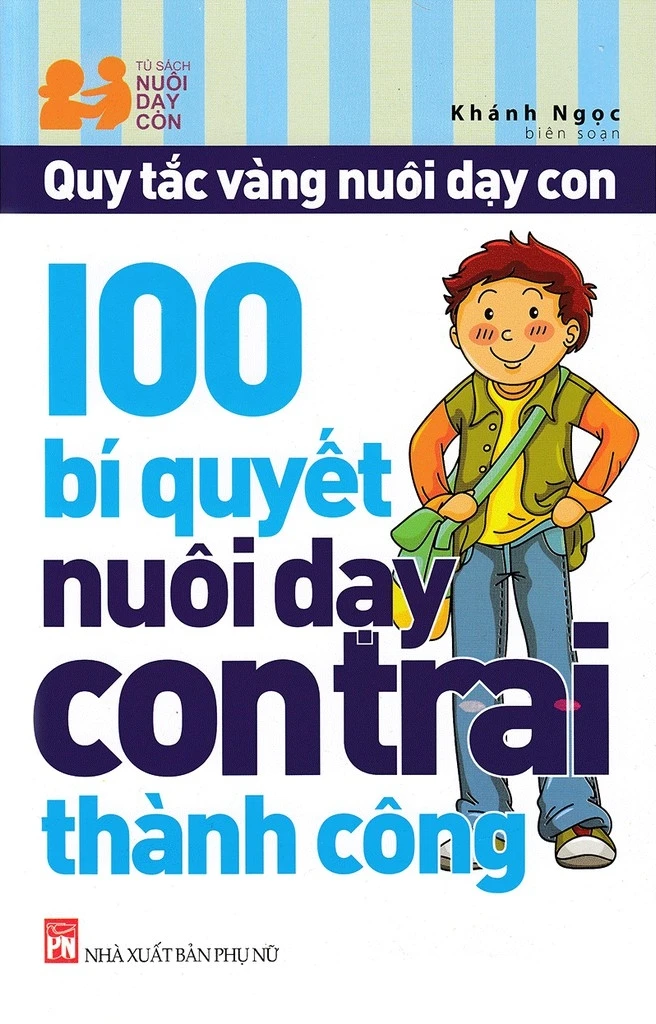 TỦ SÁCH
NUÔI
DẠY
CON
Khánh Ngọc
biên soạn
Quy tắc vàng nuôi dạy con
100
bí quyết
nuôi dạy
con trai
thành công
PN
NHÀ XUẤT BẢN PHỤ NỮ